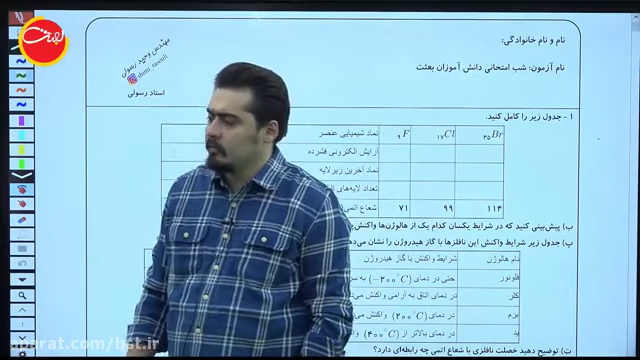 نام و نام خانوادگی:
نام آزمون: شب امتحانی دانش آموزان بعثت
مهندس وحید رسولی
استاد رسولی
۱- جدول زیر را کامل کنید.
نماد شیمیایی عنصر ₉F ₁₇Cl ₃₅Br
آرایش الکترونی فشرده
نماد آخرین زیرلایه
تعداد لایه‌های
شعاع اتمی ۷۱ ۹۹ ۱۱۴
ب) پیش‌بینی کنید که در شرایط یکسان کدام یک از هالوژن‌ها واکنش‌پ
پ) جدول زیر شرایط واکنش این نافلزها با گاز هیدروژن را نشان می‌ده
نام هالوژن شرایط واکنش با گاز هیدروژن
فلوئور حتی در دمای (−۲۰۰°C) به سر
کلر در دمای اتاق به آرامی واکنش می‌د
برم در دمای (۲۰۰°C) واکنش می‌ده
ید در دمای بالاتر از (۴۰۰°C)
ت) توضیح دهید خصلت نافلزی با شعاع اتمی چه رابطه‌ای دارد؟
aparat.com/bst.ir